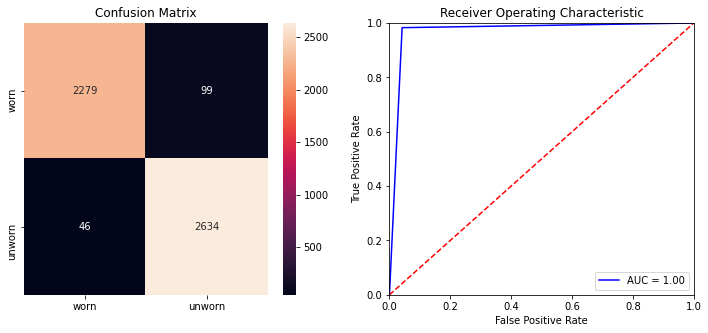 Confusion Matrix
worn
unworn
2279
99
46
2634
worn
unworn
2500
2000
1500
1000
500
Receiver Operating Characteristic
True Positive Rate
1.0
0.8
0.6
0.4
0.2
0.0
AUC = 1.00
0.0
0.2
0.4
0.6
0.8
1.0
False Positive Rate